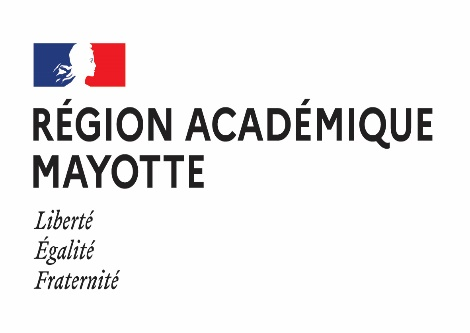 RÉGION ACADÉMIQUE
MAYOTTE
Liberté
Égalité
Fraternité